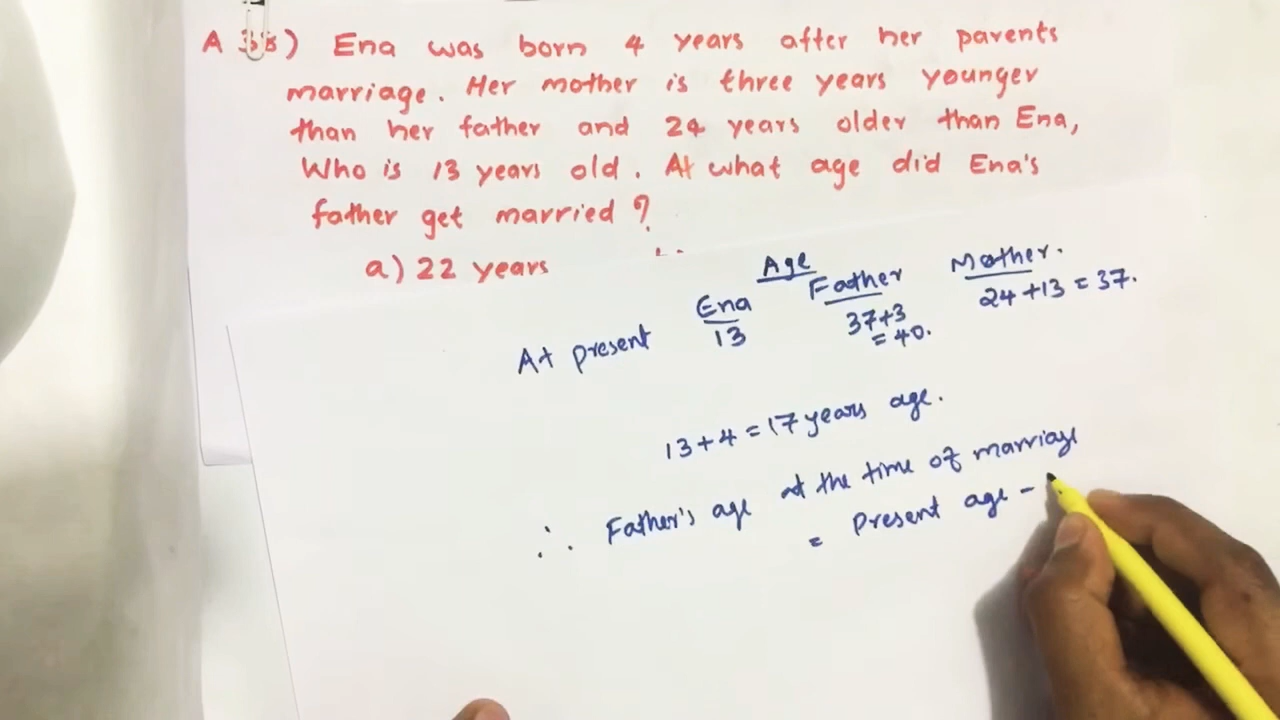 A ) Ena was born 4 years after her parents
marriage. Her mother is three years younger
than her father and 24 years older than Ena,
Who is 13 years old. At what age did Ena's
father get married ?
a) 22 years
Age
Ena Father Mother.
At present 13 37+3 24+13 = 37.
= 40.
13+4 = 17 years age.
∴ Father's age at the time of marriage
= Present age -